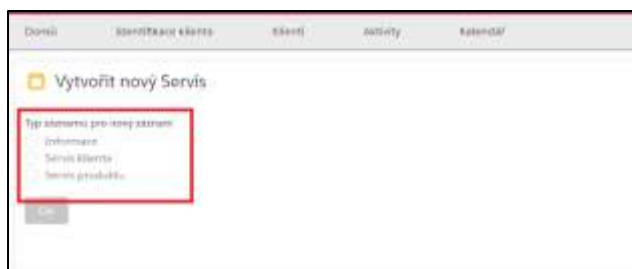 Domů Identifikace klienta Klienti Aktivity Kalendář
Vytvořit nový Servis
Typ záznamu pro nový záznam
Informace
Servis klienta
Servis produktu
OK